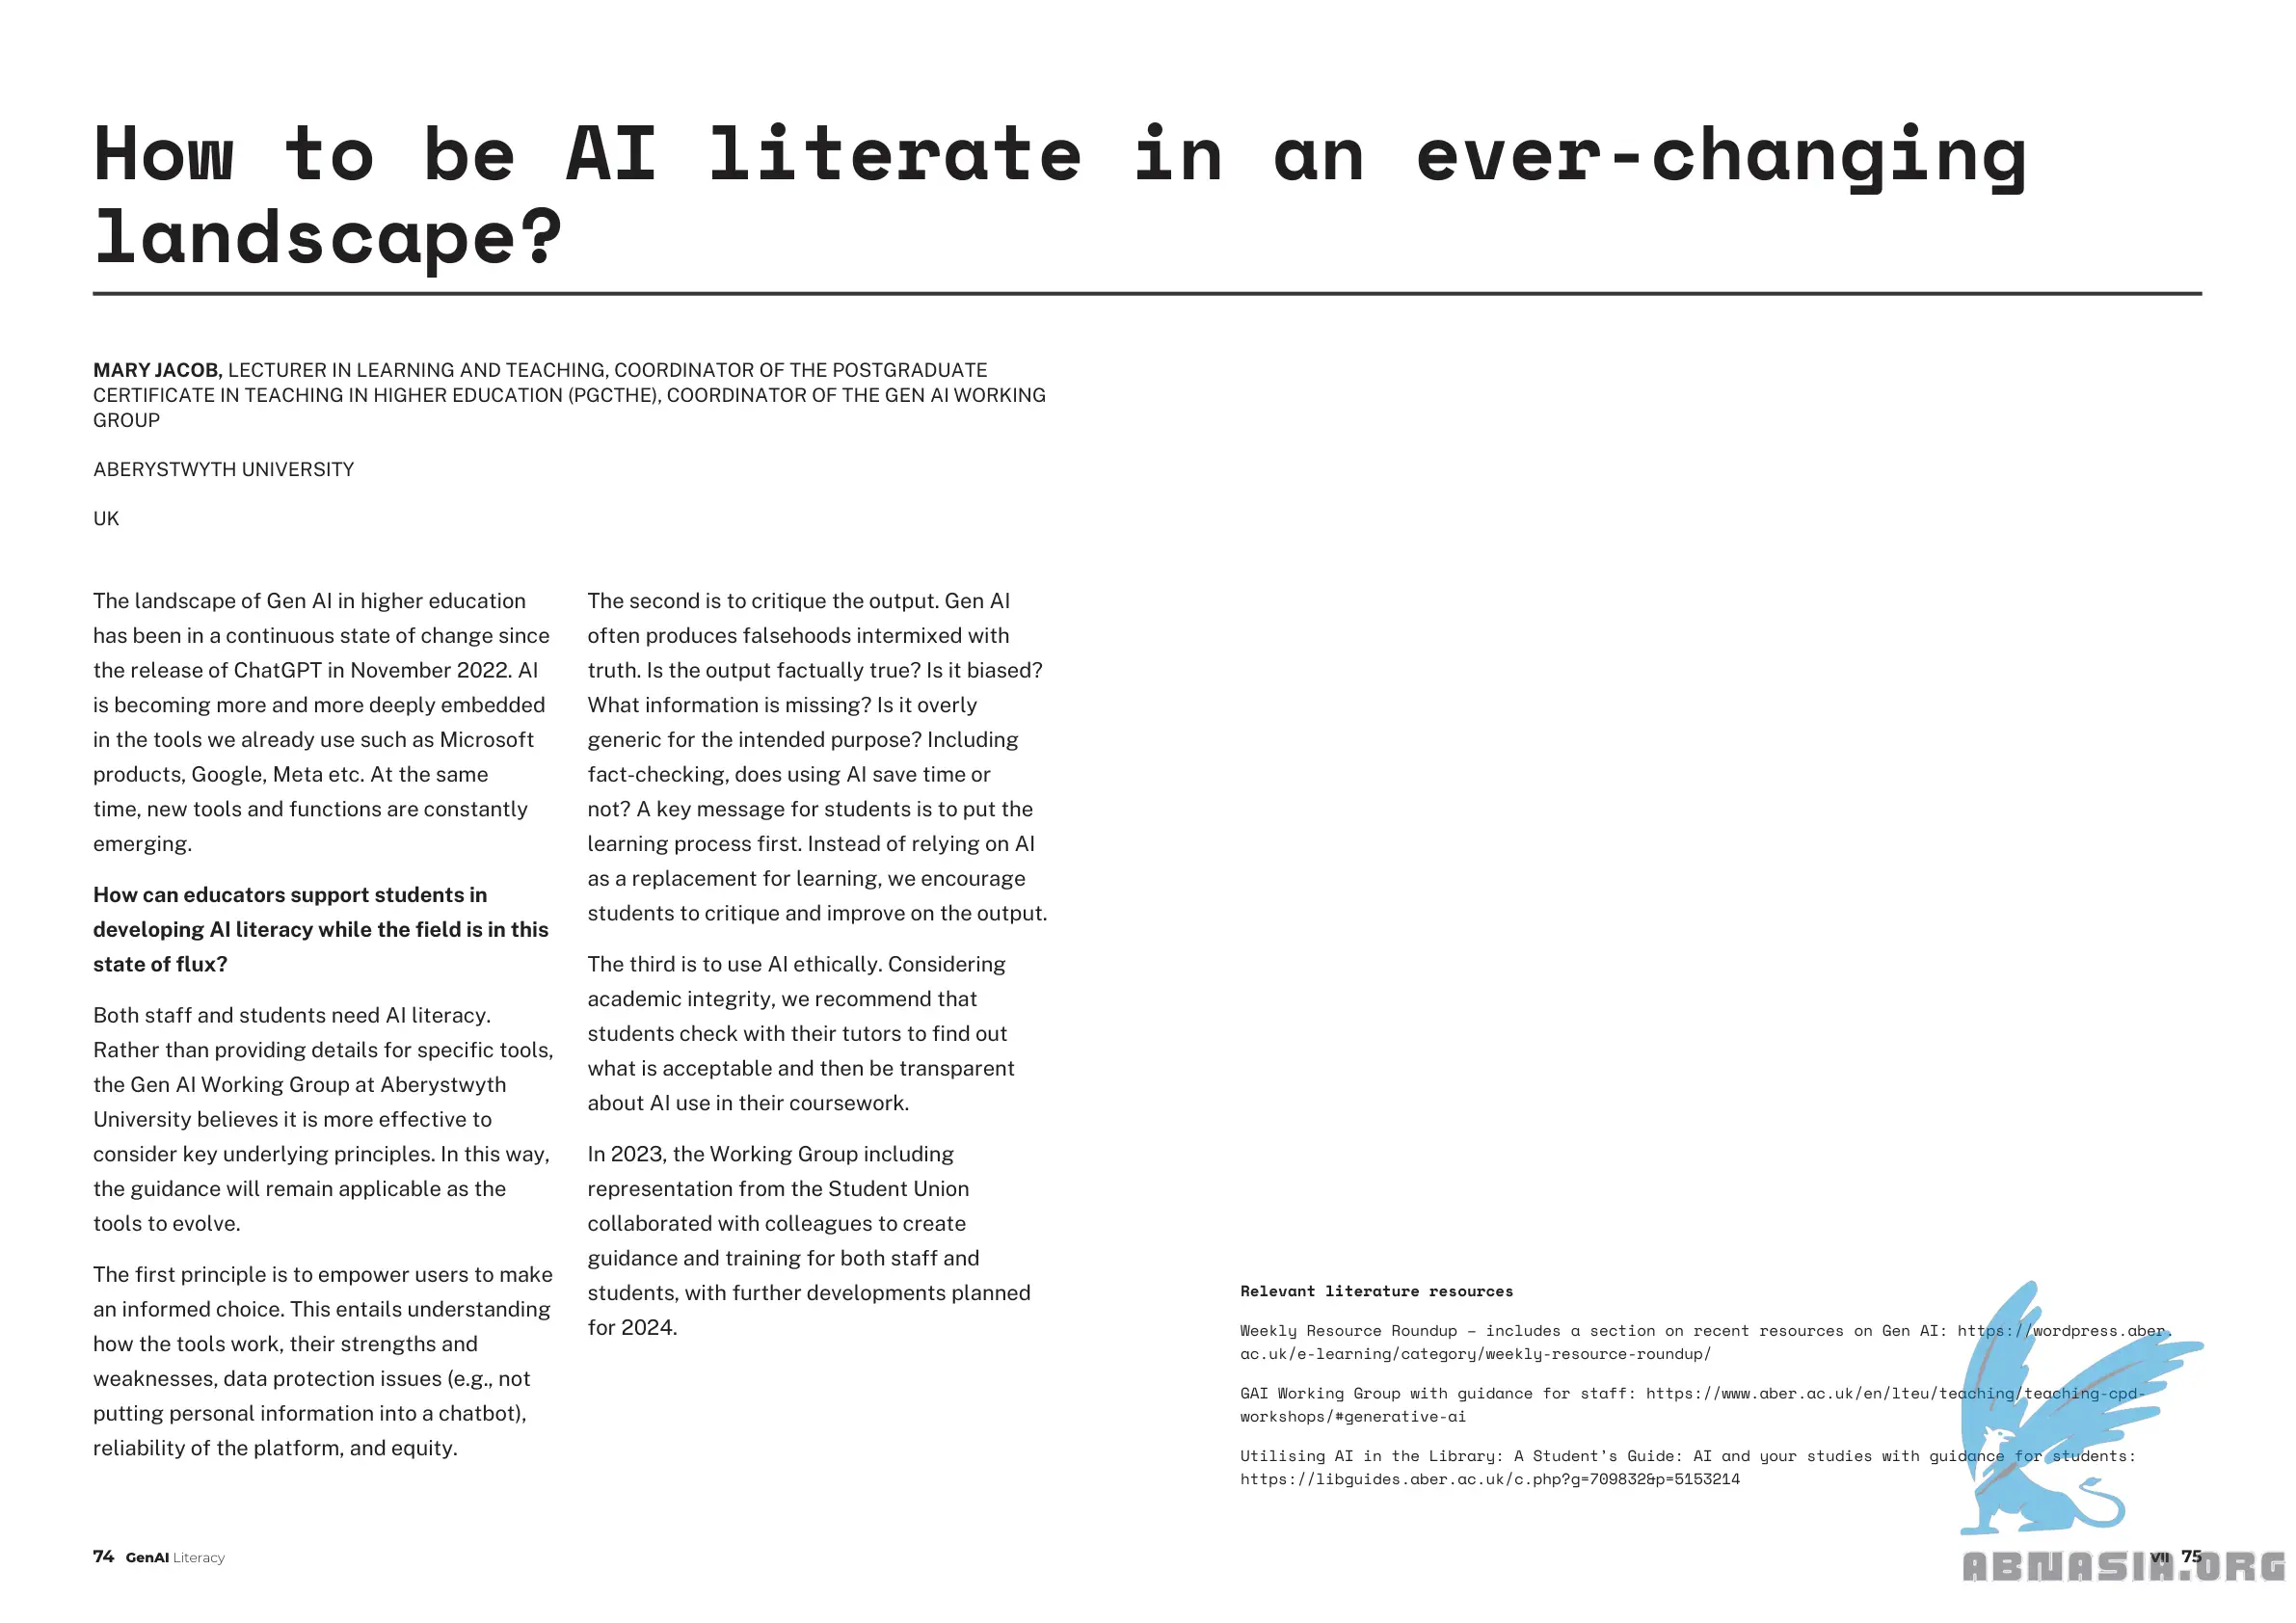 How to be AI literate in an ever-changing
landscape?
MARY JACOB, LECTURER IN LEARNING AND TEACHING, COORDINATOR OF THE POSTGRADUATE
CERTIFICATE IN TEACHING IN HIGHER EDUCATION (PGCTHE), COORDINATOR OF THE GEN AI WORKING
GROUP
ABERYSTWYTH UNIVERSITY
UK
The landscape of Gen AI in higher education
has been in a continuous state of change since
the release of ChatGPT in November 2022. AI
is becoming more and more deeply embedded
in the tools we already use such as Microsoft
products, Google, Meta etc. At the same
time, new tools and functions are constantly
emerging.
How can educators support students in
developing AI literacy while the field is in this
state of flux?
Both staff and students need AI literacy.
Rather than providing details for specific tools,
the Gen AI Working Group at Aberystwyth
University believes it is more effective to
consider key underlying principles. In this way,
the guidance will remain applicable as the
tools to evolve.
The first principle is to empower users to make
an informed choice. This entails understanding
how the tools work, their strengths and
weaknesses, data protection issues (e.g., not
putting personal information into a chatbot),
reliability of the platform, and equity.
The second is to critique the output. Gen AI
often produces falsehoods intermixed with
truth. Is the output factually true? Is it biased?
What information is missing? Is it overly
generic for the intended purpose? Including
fact-checking, does using AI save time or
not? A key message for students is to put the
learning process first. Instead of relying on AI
as a replacement for learning, we encourage
students to critique and improve on the output.
The third is to use AI ethically. Considering
academic integrity, we recommend that
students check with their tutors to find out
what is acceptable and then be transparent
about AI use in their coursework.
In 2023, the Working Group including
representation from the Student Union
collaborated with colleagues to create
guidance and training for both staff and
students, with further developments planned
for 2024.
Relevant literature resources
Weekly Resource Roundup – includes a section on recent resources on Gen AI: https://wordpress.aber.
ac.uk/e-learning/category/weekly-resource-roundup/
GAI Working Group with guidance for staff: https://www.aber.ac.uk/en/lteu/teaching/teaching-cpd-
workshops/#generative-ai
Utilising AI in the Library: A Student's Guide: AI and your studies with guidance for students:
https://libguides.aber.ac.uk/c.php?g=709832&p=5153214
74 GenAI Literacy
VII 75
ABNASIA.ORG